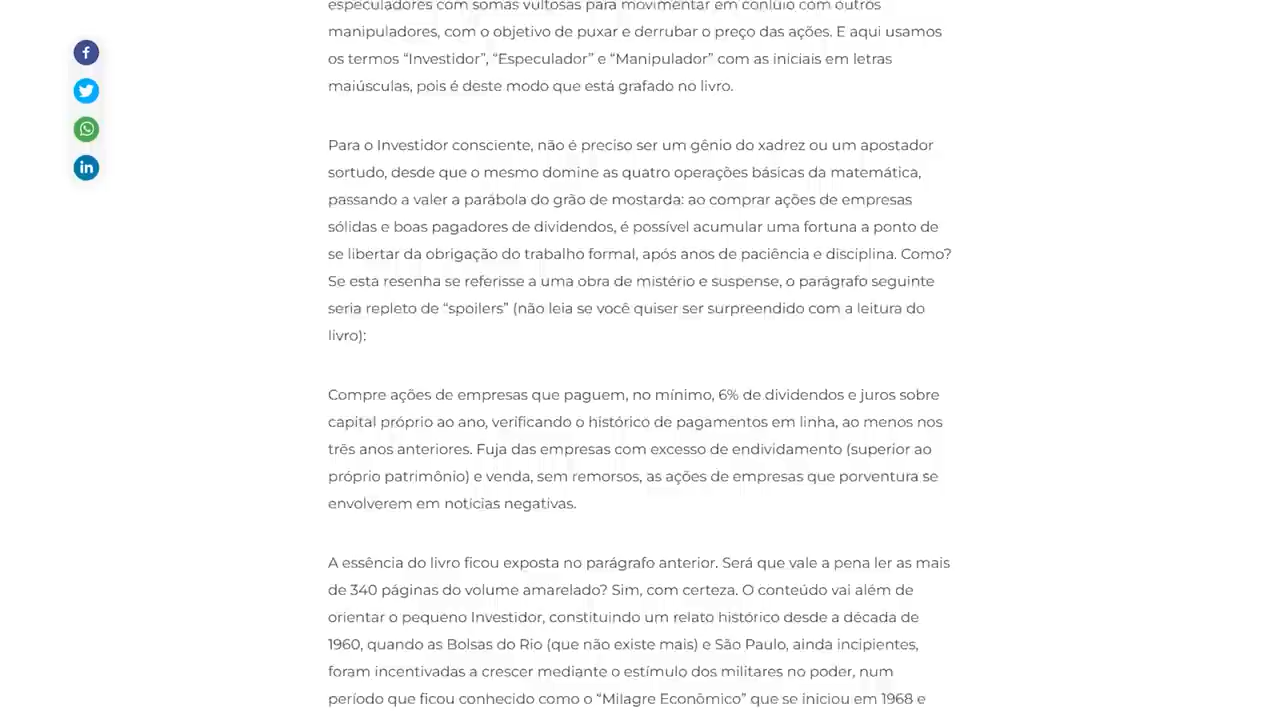 especuladores com somas vultosas para movimentar em conluio com outros
manipuladores, com o objetivo de puxar e derrubar o preço das ações. E aqui usamos
os termos “Investidor”, “Especulador” e “Manipulador” com as iniciais em letras
maiúsculas, pois é deste modo que está grafado no livro.
Para o Investidor consciente, não é preciso ser um gênio do xadrez ou um apostador
sortudo, desde que o mesmo domine as quatro operações básicas da matemática,
passando a valer a parábola do grão de mostarda: ao comprar ações de empresas
sólidas e boas pagadores de dividendos, é possível acumular uma fortuna a ponto de
se libertar da obrigação do trabalho formal, após anos de paciência e disciplina. Como?
Se esta resenha se referisse a uma obra de mistério e suspense, o parágrafo seguinte
seria repleto de “spoilers” (não leia se você quiser ser surpreendido com a leitura do
livro):
Compre ações de empresas que paguem, no mínimo, 6% de dividendos e juros sobre
capital próprio ao ano, verificando o histórico de pagamentos em linha, ao menos nos
três anos anteriores. Fuja das empresas com excesso de endividamento (superior ao
próprio patrimônio) e venda, sem remorsos, as ações de empresas que porventura se
envolverem em notícias negativas.
A essência do livro ficou exposta no parágrafo anterior. Será que vale a pena ler as mais
de 340 páginas do volume amarelado? Sim, com certeza. O conteúdo vai além de
orientar o pequeno Investidor, constituindo um relato histórico desde a década de
1960, quando as Bolsas do Rio (que não existe mais) e São Paulo, ainda incipientes,
foram incentivadas a crescer mediante o estímulo dos militares no poder, num
período que ficou conhecido como o “Milagre Econômico” que se iniciou em 1968 e